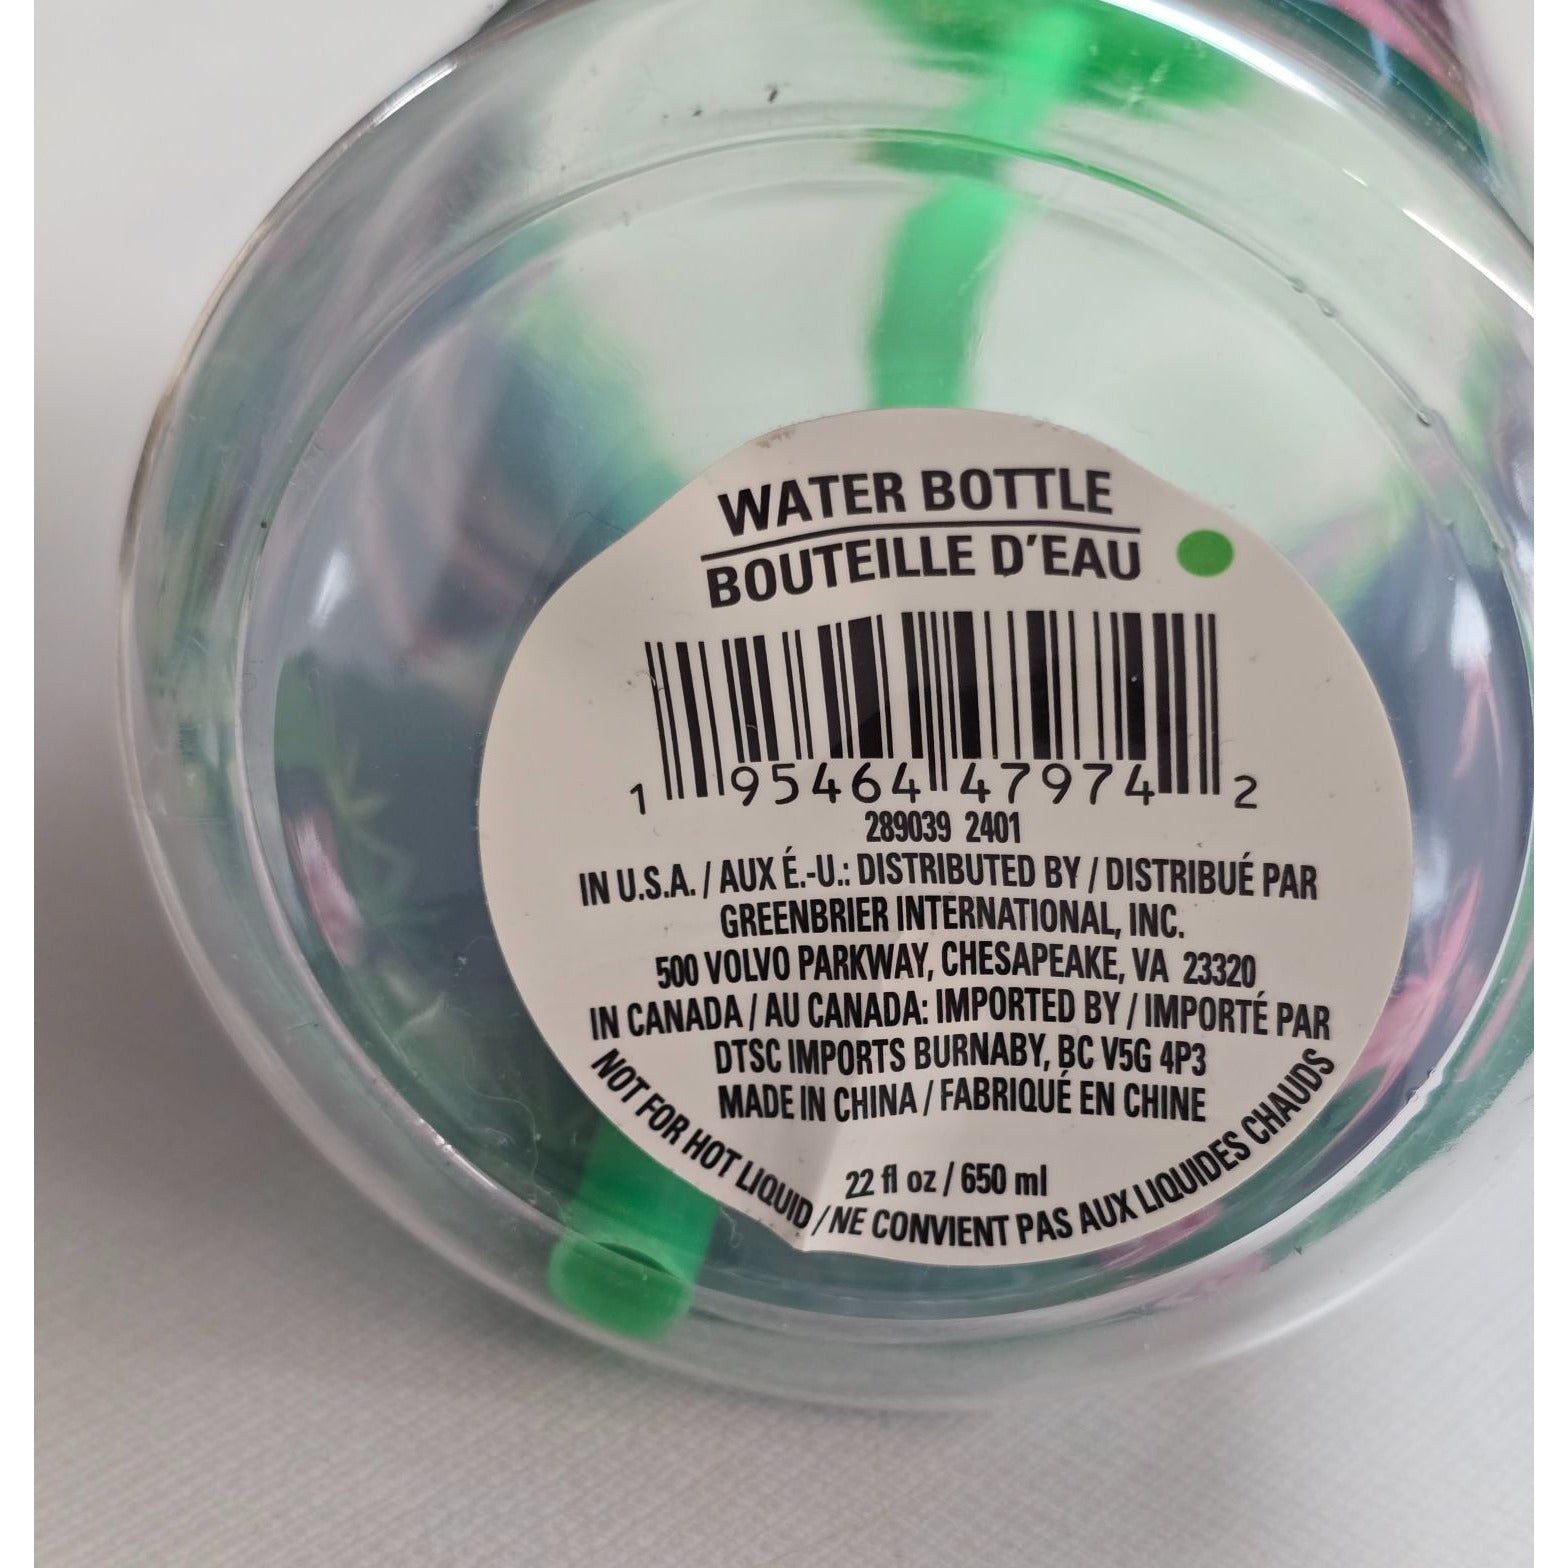 WATER BOTTLE
BOUTEILLE D'EAU
1 95464 47974 2
289039 2401
IN U.S.A. / AUX É.-U.: DISTRIBUTED BY / DISTRIBUÉ PAR
GREENBRIER INTERNATIONAL, INC.
500 VOLVO PARKWAY, CHESAPEAKE, VA 23320
IN CANADA / AU CANADA: IMPORTED BY / IMPORTÉ PAR
DTSC IMPORTS BURNABY, BC V5G 4P3
MADE IN CHINA / FABRIQUÉ EN CHINE
22 fl oz / 650 ml
NOT FOR HOT LIQUID / NE CONVIENT PAS AUX LIQUIDES CHAUDS